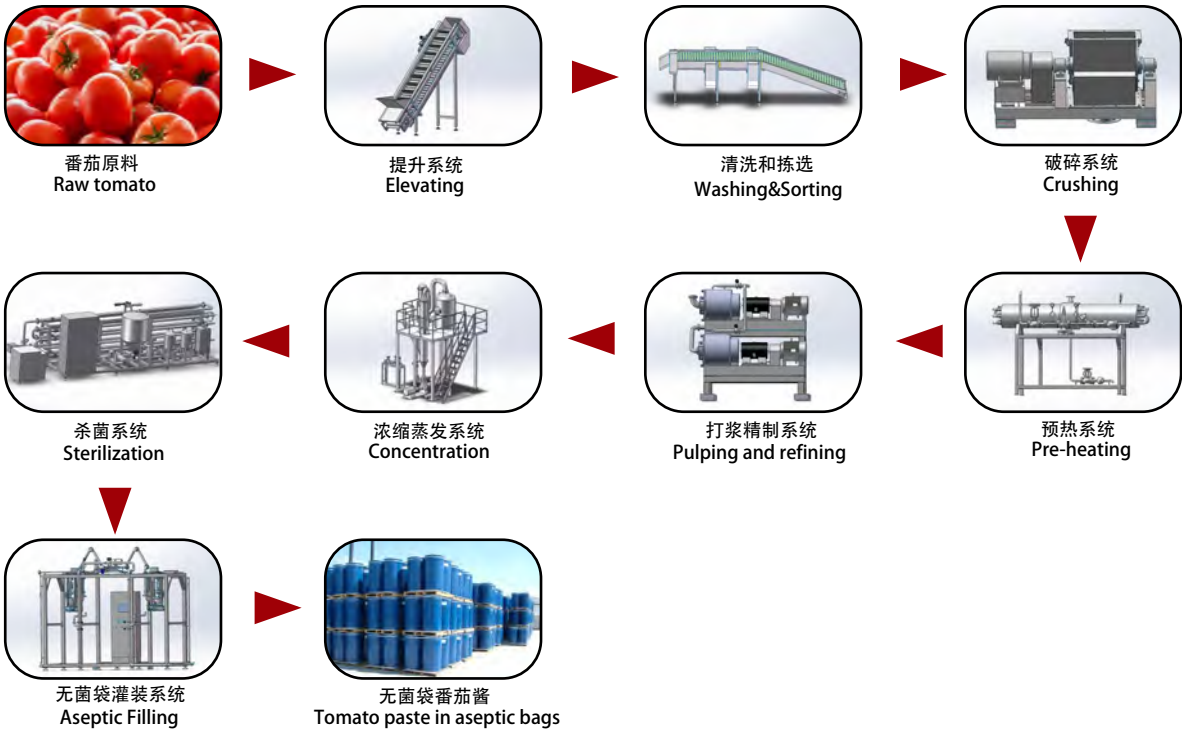 番茄原料
Raw tomato
提升系统
Elevating
清洗和拣选
Washing&Sorting
破碎系统
Crushing
杀菌系统
Sterilization
浓缩蒸发系统
Concentration
打浆精制系统
Pulping and refining
预热系统
Pre-heating
无菌袋灌装系统
Aseptic Filling
无菌袋番茄酱
Tomato paste in aseptic bags